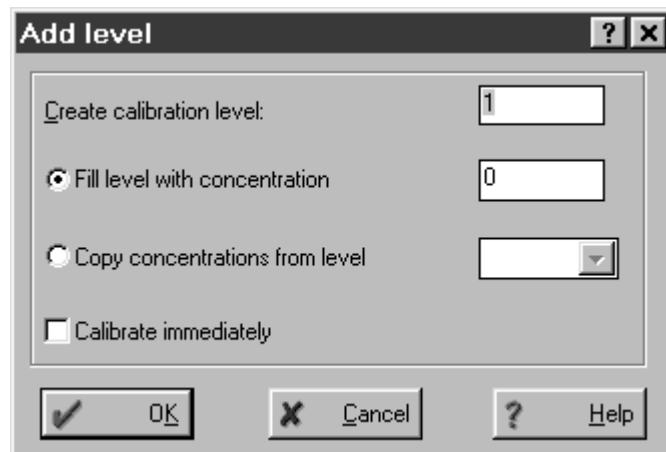 Add level
Create calibration level: 1
Fill level with concentration 0
Copy concentrations from level
Calibrate immediately
OK Cancel ? Help